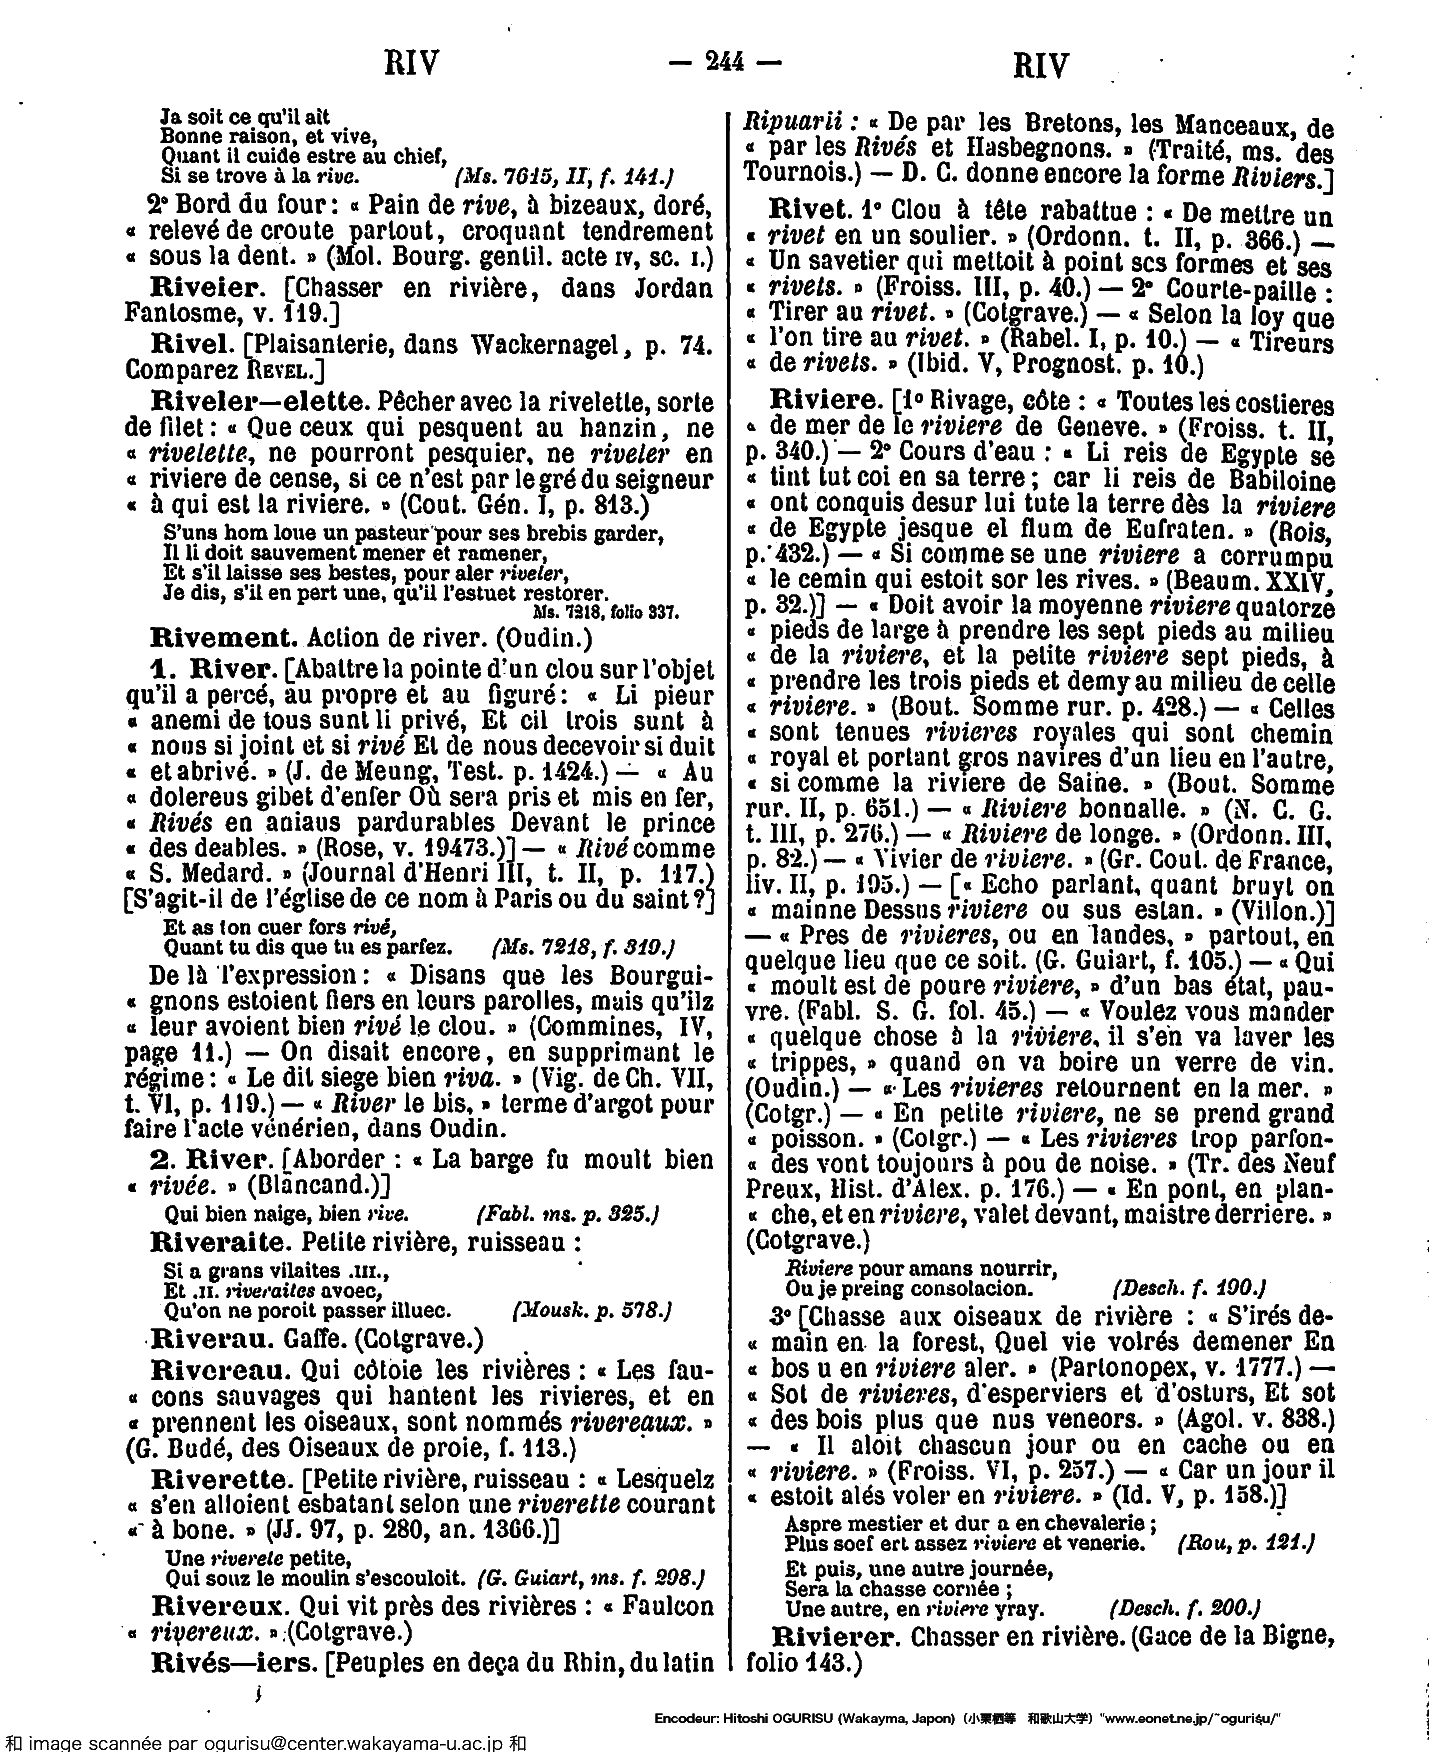 RIV — 244 — RIV
Ja soit ce qu'il ait
Bonne raison, et vive,
Quant il cuide estre au chief,
Si se trove à la rive. (Ms. 7615, II, f. 141.)
2° Bord du four : « Pain de rive, à bizeaux, doré,
« relevé de croute partout, croquant tendrement
« sous la dent. » (Mol. Bourg. gentil. acte IV, sc. I.)
Riveier. [Chasser en rivière, dans Jordan
Fantosme, v. 119.]
Rivel. [Plaisanterie, dans Wackernagel, p. 74.
Comparez REVEL.]
Riveler—elette. Pêcher avec la rivelette, sorte
de filet : « Que ceux qui pesquent au hanzin, ne
« rivelette, ne pourront pesquier, ne riveler en
« riviere de cense, si ce n'est par le gré du seigneur
« à qui est la riviere. » (Cout. Gén. I, p. 813.)
S'uns hom loue un pasteur pour ses brebis garder,
Il li doit sauvement mener et ramener,
Et s'il laisse ses bestes, pour aler riveler,
Je dis, s'il en pert une, qu'il l'estuet restorer.
Ms. 7218, folio 337.
Rivement. Action de river. (Oudin.)
1. River. [Abattre la pointe d'un clou sur l'objet
qu'il a percé, au propre et au figuré : « Li pieur
« anemi de tous sunt li privé, Et cil trois sunt à
« nous si joint et si rivé Et de nous decevoir si duit
« et abrivé. » (J. de Meung, Test. p. 1424.) — « Au
« dolereus gibet d'enfer Où sera pris et mis en fer,
« Rivés en aniaus pardurables Devant le prince
« des deables. » (Rose, v. 19473.)] — « Rivé comme
« S. Medard. » (Journal d'Henri III, t. II, p. 117.)
[S'agit-il de l'église de ce nom à Paris ou du saint ?]
Et as ton cuer fors rivé,
Quant tu dis que tu es parfez. (Ms. 7218, f. 319.)
De là l'expression : « Disans que les Bourgui-
« gnons estoient fiers en leurs parolles, mais qu'ilz
« leur avoient bien rivé le clou. » (Commines, IV,
page 11.) — On disait encore, en supprimant le
régime : « Le dit siege bien riva. » (Vig. de Ch. VII,
t. VI, p. 119.) — « River le bis, » terme d'argot pour
faire l'acte vénérien, dans Oudin.
2. River. [Aborder : « La barge fu moult bien
« rivée. » (Blancand.)]
Qui bien naige, bien rive. (Fabl. ms. p. 325.)
Riveraite. Petite rivière, ruisseau :
Si a grans vilaites .III.,
Et .II. riveraites avoec,
Qu'on ne poroit passer illuec. (Mousk. p. 578.)
Riverau. Gaffe. (Cotgrave.)
Rivereau. Qui côtoie les rivières : « Les fau-
« cons sauvages qui hantent les rivieres, et en
« prennent les oiseaux, sont nommés rivereaux. »
(G. Budé, des Oiseaux de proie, f. 113.)
Riverette. [Petite rivière, ruisseau : « Lesquelz
« s'en alloient esbatant selon une riverette courant
« à bone. » (JJ. 97, p. 280, an. 1366.)]
Une riverete petite,
Qui souz le moulin s'escouloit. (G. Guiart, ms. f. 298.)
Rivereux. Qui vit près des rivières : « Faulcon
« rivereux. » (Cotgrave.)
Rivés—iers. [Peuples en deça du Rhin, du latin
Ripuarii : « De par les Bretons, les Manceaux, de
« par les Rivés et Hasbegnons. » (Traité, ms. des
Tournois.) — D. C. donne encore la forme Riviers.]
Rivet. 1° Clou à tête rabattue : « De mettre un
« rivet en un soulier. » (Ordonn. t. II, p. 366.) —
« Un savetier qui mettoit à point ses formes et ses
« rivets. » (Froiss. III, p. 40.) — 2° Courte-paille :
« Tirer au rivet. » (Cotgrave.) — « Selon la loy que
« l'on tire au rivet. » (Rabel. I, p. 10.) — « Tireurs
« de rivets. » (Ibid. V, Prognost. p. 10.)
Riviere. [1° Rivage, côte : « Toutes les costieres
« de mer de le riviere de Geneve. » (Froiss. t. II,
p. 340.) — 2° Cours d'eau : « Li reis de Egypte se
« tint tut coi en sa terre ; car li reis de Babiloine
« ont conquis desur lui tute la terre dès la riviere
« de Egypte jesque el flum de Eufraten. » (Rois,
p. 432.) — « Si comme se une riviere a corrumpu
« le cemin qui estoit sor les rives. » (Beaum. XXIV,
p. 32.)] — « Doit avoir la moyenne riviere quatorze
« pieds de large à prendre les sept pieds au milieu
« de la riviere, et la petite riviere sept pieds, à
« prendre les trois pieds et demy au milieu de celle
« riviere. » (Bout. Somme rur. p. 428.) — « Celles
« sont tenues rivieres royales qui sont chemin
« royal et portant gros navires d'un lieu en l'autre,
« si comme la riviere de Saine. » (Bout. Somme
rur. II, p. 651.) — « Riviere bonnalle. » (N. C. G.
t. III, p. 276.) — « Riviere de longe. » (Ordonn. III,
p. 82.) — « Vivier de riviere. » (Gr. Cout. de France,
liv. II, p. 195.) — [« Echo parlant, quant bruyt on
« mainne Dessus riviere ou sus estan. » (Villon.)]
— « Pres de rivieres, ou en landes, » partout, en
quelque lieu que ce soit. (G. Guiart, f. 105.) — « Qui
« moult est de poure riviere, » d'un bas état, pau-
vre. (Fabl. S. G. fol. 45.) — « Voulez vous mander
« quelque chose à la riviere, il s'en va laver les
« trippes, » quand on va boire un verre de vin.
(Oudin.) — « Les rivieres retournent en la mer. »
(Cotgr.) — « En petite riviere, ne se prend grand
« poisson. » (Cotgr.) — « Les rivieres trop parfon-
« des vont toujours à pou de noise. » (Tr. des Neuf
Preux, Hist. d'Alex. p. 176.) — « En pont, en plan-
« che, et en riviere, valet devant, maistre derriere. »
(Cotgrave.)
Riviere pour amans nourrir,
Ou je preing consolacion. (Desch. f. 190.)
3° [Chasse aux oiseaux de rivière : « S'irés de-
« main en la forest, Quel vie volrés demener En
« bos u en riviere aler. » (Partonopex, v. 1777.) —
« Sot de rivieres, d'esperviers et d'osturs, Et sot
« des bois plus que nus veneors. » (Agol. v. 838.)
— « Il aloit chascun jour ou en cache ou en
« riviere. » (Froiss. VI, p. 257.) — « Car un jour il
« estoit alés voler en riviere. » (Id. V, p. 158.)]
Aspre mestier et dur a en chevalerie ;
Plus soef ert assez riviere et venerie. (Rou, p. 121.)
Et puis, une autre journée,
Sera la chasse cornée ;
Une autre, en riviere yray. (Desch. f. 200.)
Rivierer. Chasser en rivière. (Gace de la Bigne,
folio 143.)
Encodeur: Hitoshi OGURISU (Wakayma, Japon) (小栗栖等 和歌山大学) "www.eonet.ne.jp/~ogurisu/"
和 image scannée par ogurisu@center.wakayama-u.ac.jp 和